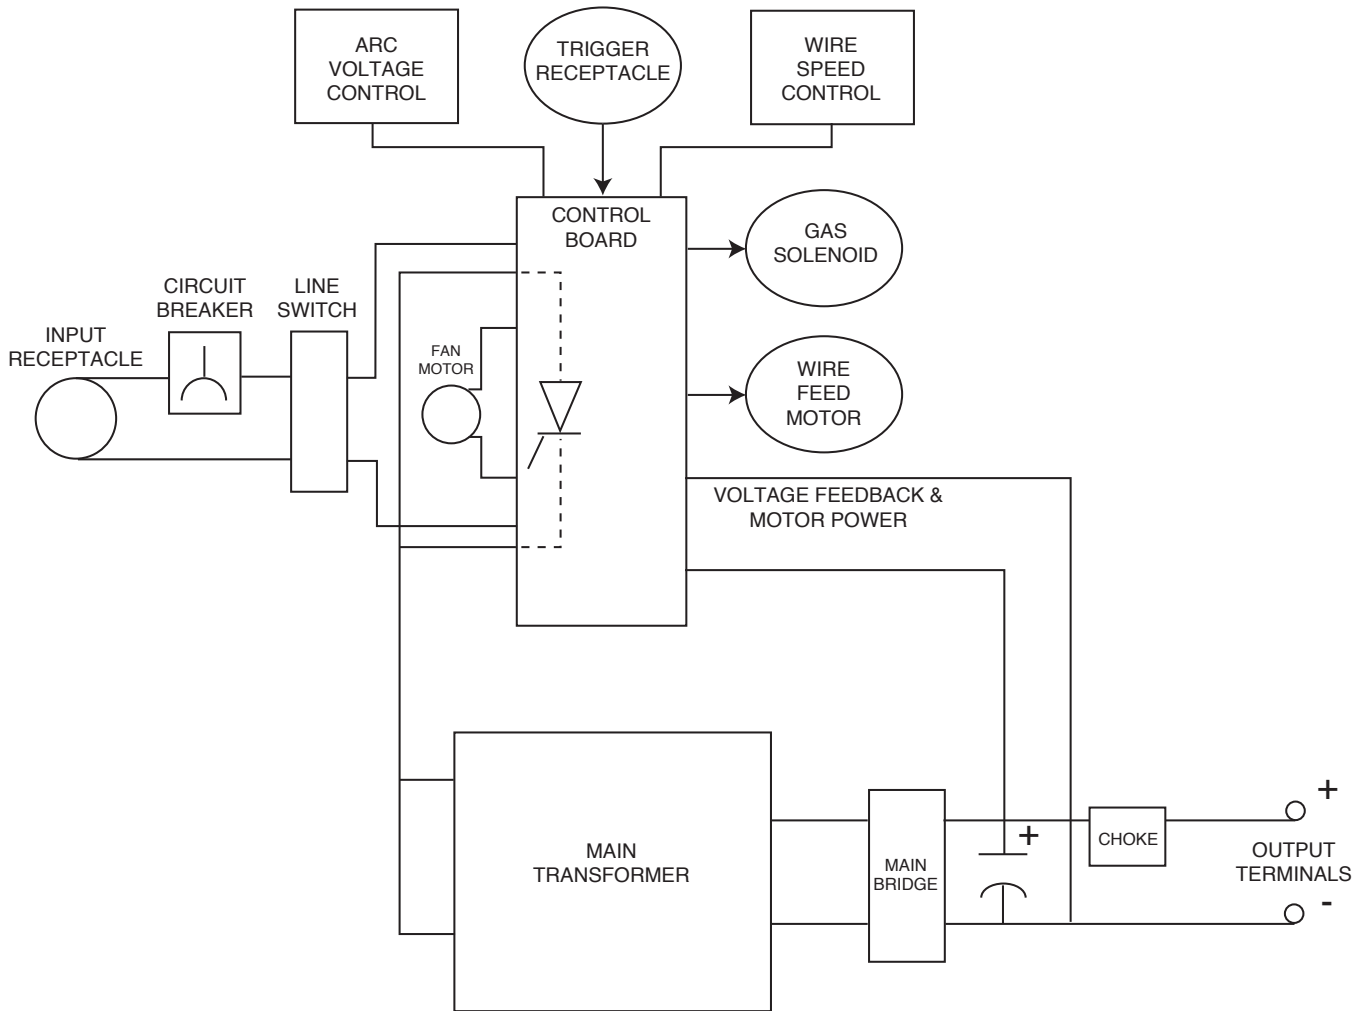 ARC
VOLTAGE
CONTROL
TRIGGER
RECEPTACLE
WIRE
SPEED
CONTROL
CONTROL
BOARD
GAS
SOLENOID
CIRCUIT
BREAKER
LINE
SWITCH
INPUT
RECEPTACLE
FAN
MOTOR
WIRE
FEED
MOTOR
VOLTAGE FEEDBACK &
MOTOR POWER
MAIN
TRANSFORMER
MAIN
BRIDGE
+
CHOKE
+
OUTPUT
TERMINALS
-